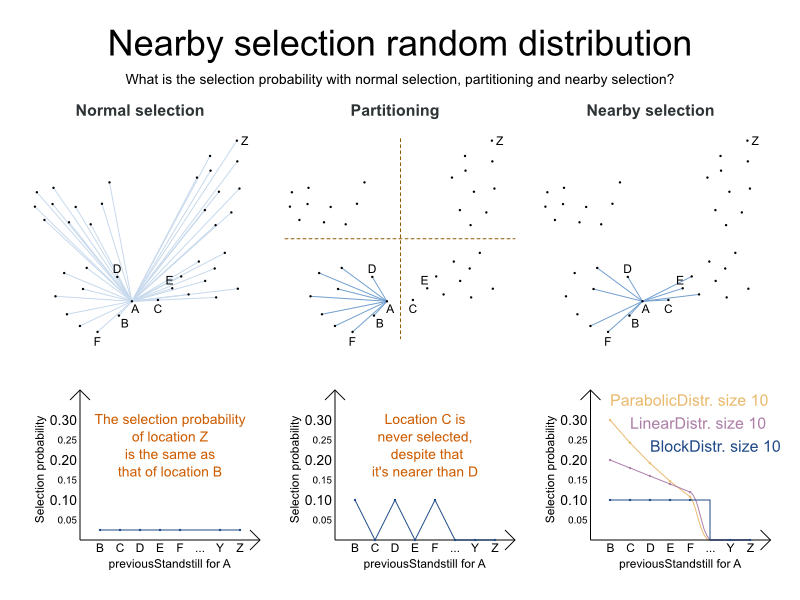 Nearby selection random distribution
What is the selection probability with normal selection, partitioning and nearby selection?
Normal selection
Z
D
E
A
C
B
F
Partitioning
Z
D
E
A
C
B
F
Nearby selection
Z
D
E
A
C
B
F
Selection probability
0.30
0.25
0.20
0.15
0.10
0.05
The selection probability
of location Z
is the same as
that of location B
B C D E F ... Y Z
previousStandstill for A
Selection probability
0.30
0.25
0.20
0.15
0.10
0.05
Location C is
never selected,
despite that
it's nearer than D
B C D E F ... Y Z
previousStandstill for A
Selection probability
0.30
0.25
0.20
0.15
0.10
0.05
ParabolicDistr. size 10
LinearDistr. size 10
BlockDistr. size 10
B C D E F ... Y Z
previousStandstill for A